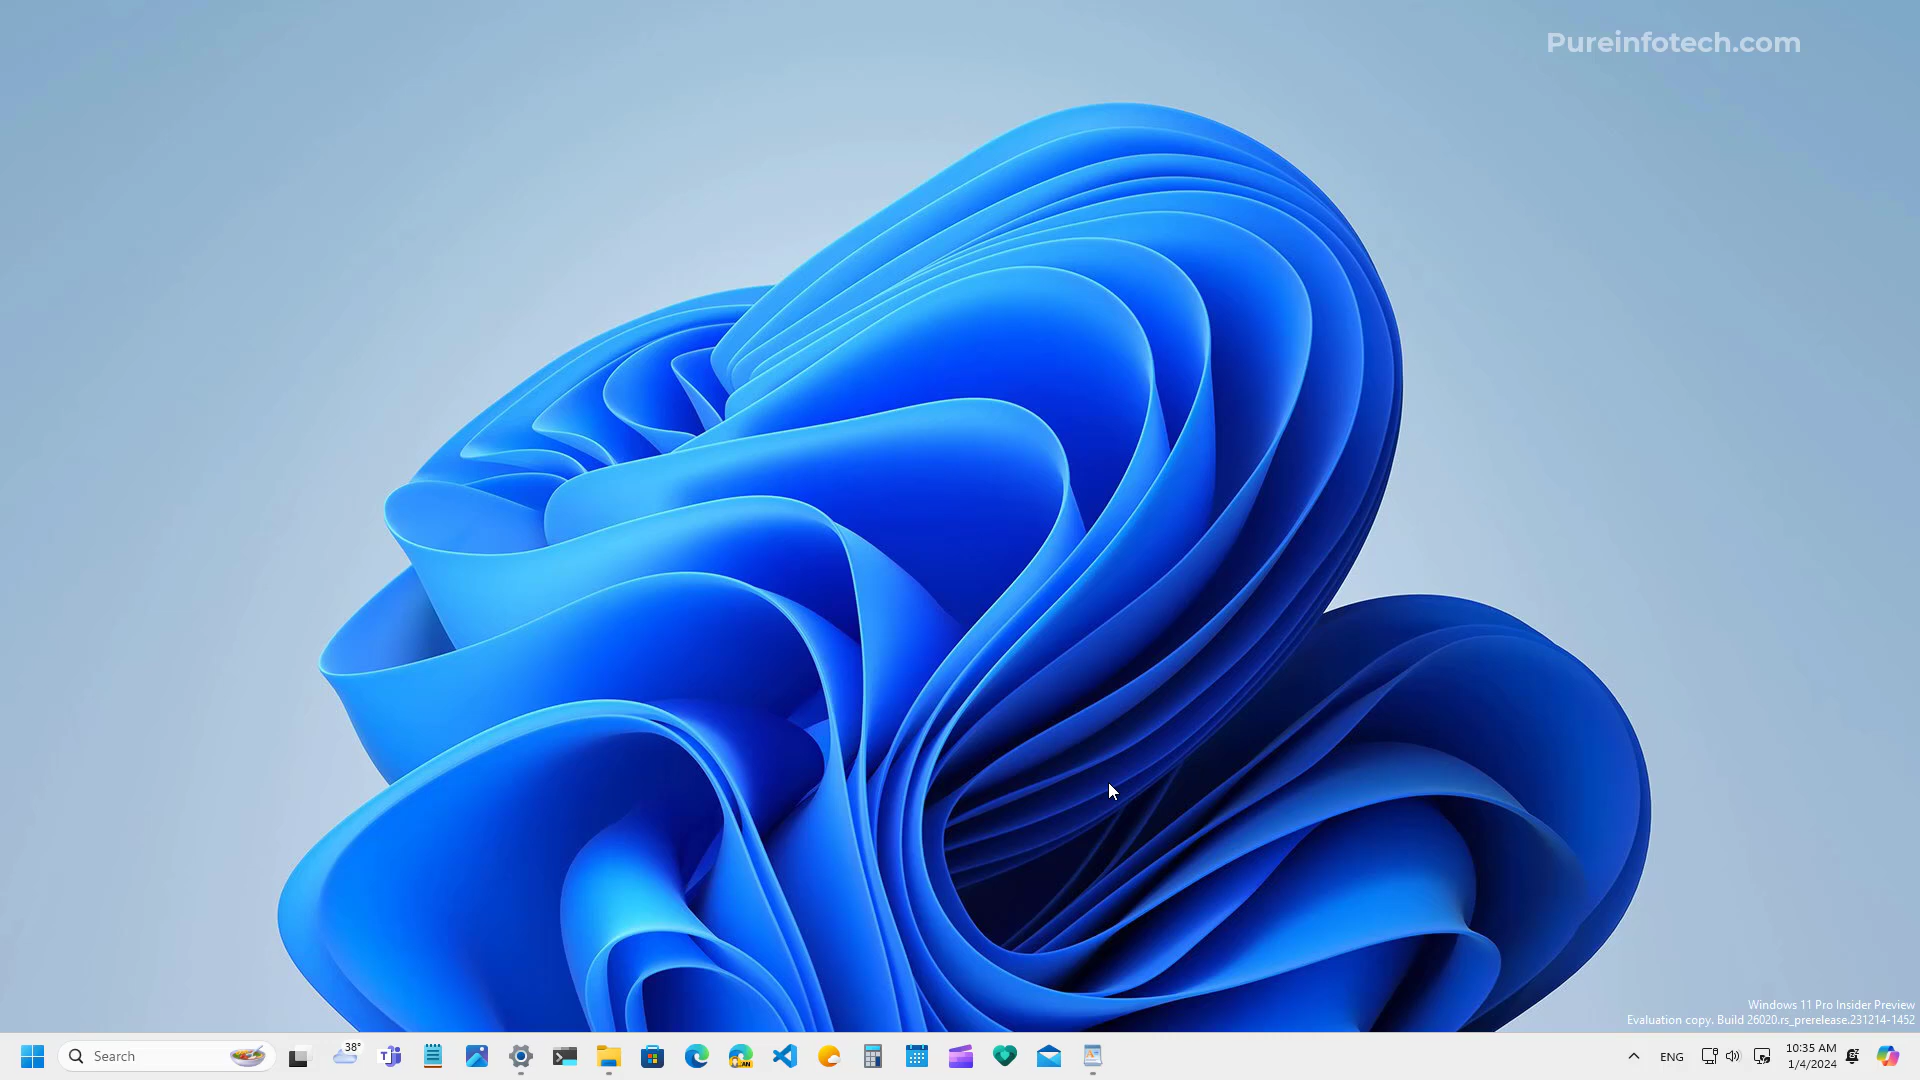 Pureinfotech.com
Windows 11 Pro Insider Preview
Evaluation copy. Build 26020.rs_prerelease.231214-1452
Search
38°
ENG
10:35 AM
1/4/2024